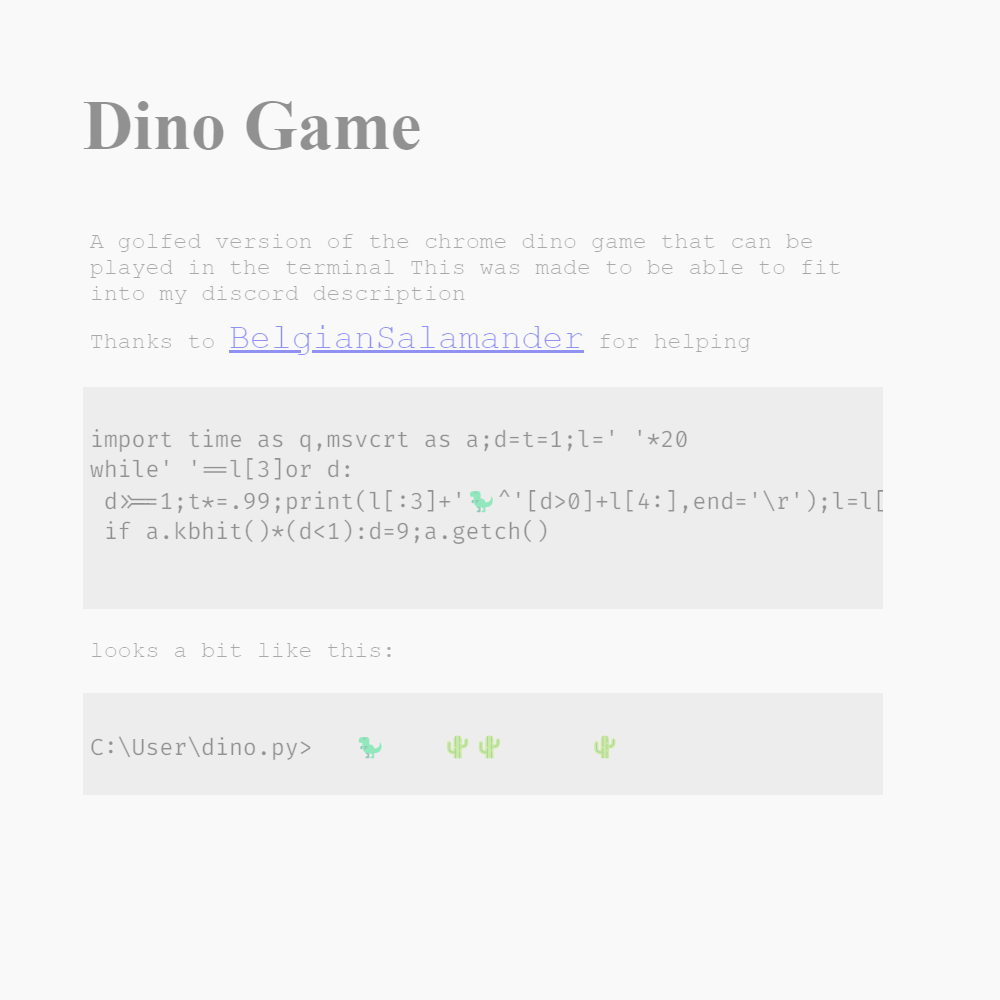 Dino Game
A golfed version of the chrome dino game that can be
played in the terminal This was made to be able to fit
into my discord description
Thanks to BelgianSalamander for helping
import time as q,msvcrt as a;d=t=1;l=' '*20
while' '==l[3]or d:
 d>>=1;t*=.99;print(l[:3]+'🦖^'[d>0]+l[4:],end='\r');l=l[
 if a.kbhit()*(d<1):d=9;a.getch()
looks a bit like this:
C:\User\dino.py>   🦖    🌵🌵      🌵